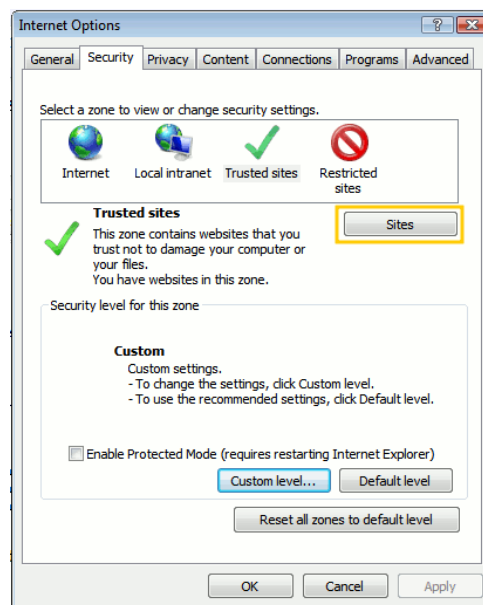 Internet Options
General Security Privacy Content Connections Programs Advanced
Select a zone to view or change security settings.
Internet Local intranet Trusted sites Restricted
sites
Trusted sites
Sites
This zone contains websites that you
trust not to damage your computer or
your files.
You have websites in this zone.
Security level for this zone
Custom
Custom settings.
- To change the settings, click Custom level.
- To use the recommended settings, click Default level.
Enable Protected Mode (requires restarting Internet Explorer)
Custom level... Default level
Reset all zones to default level
OK Cancel Apply